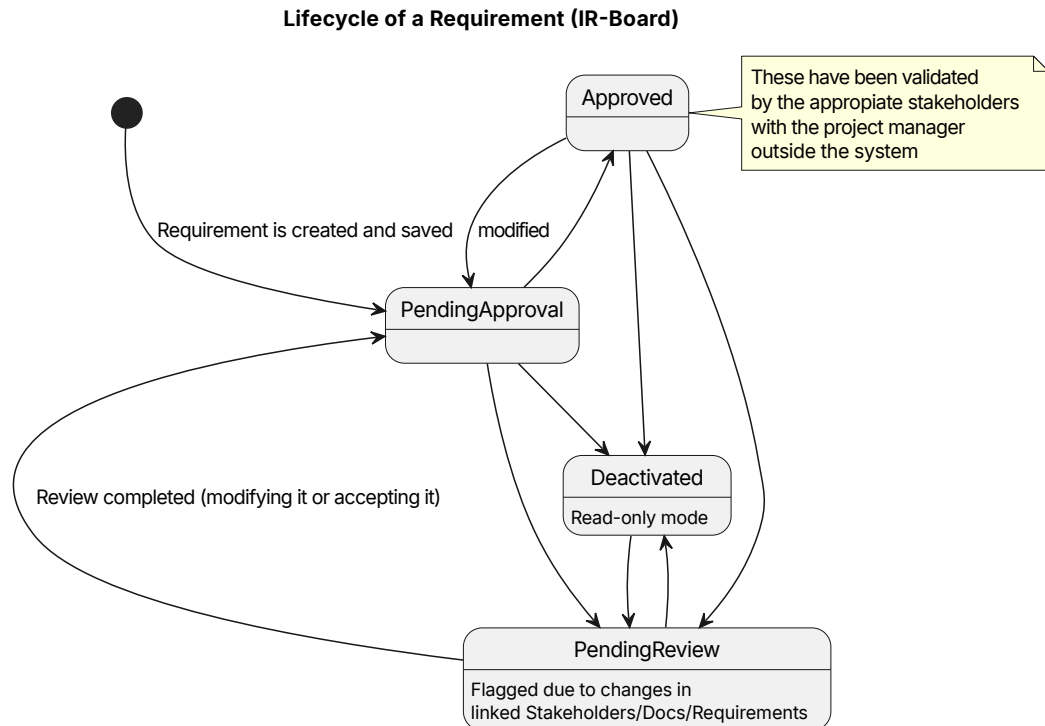 Lifecycle of a Requirement (IR-Board)
Approved
These have been validated
by the appropiate stakeholders
with the project manager
outside the system
Requirement is created and saved
modified
PendingApproval
Deactivated
Read-only mode
Review completed (modifying it or accepting it)
PendingReview
Flagged due to changes in
linked Stakeholders/Docs/Requirements